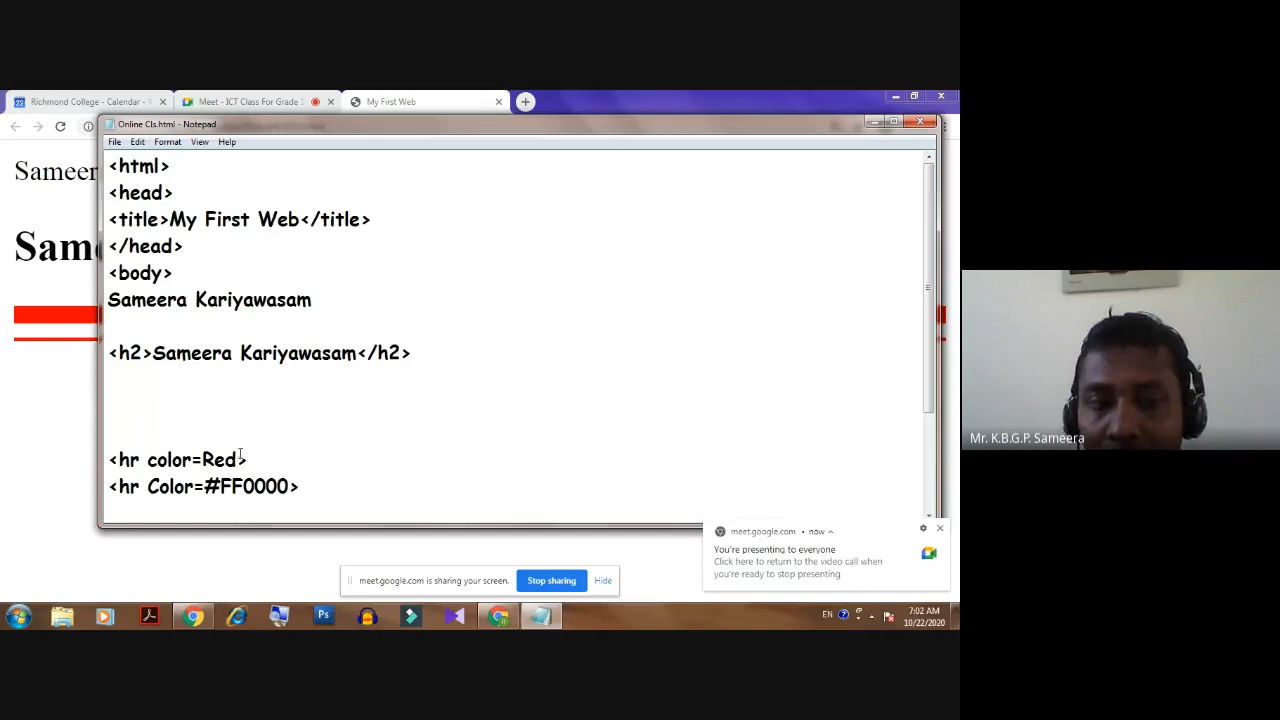 Richmond College - Calendar -
Meet - ICT Class For Grade
My First Web
Online Cls.html - Notepad
File Edit Format View Help
Sameer
Same
<html>
<head>
<title>My First Web</title>
</head>
<body>
Sameera Kariyawasam
<h2>Sameera Kariyawasam</h2>
<hr color=Red>
<hr Color=#FF0000>
Mr. K.B.G.P. Sameera
meet.google.com • now
You're presenting to everyone
Click here to return to the video call when
you're ready to stop presenting
meet.google.com is sharing your screen. Stop sharing Hide
Ps
EN
7:02 AM
10/22/2020